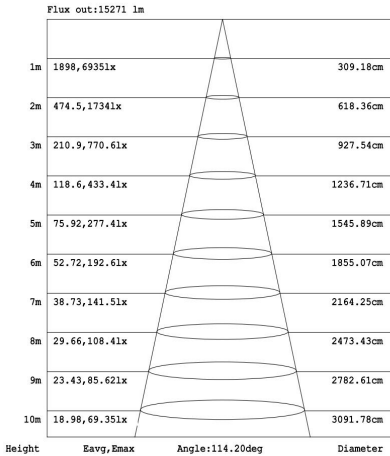 Flux out:15271 lm
1m 1898,6935lx 309.18cm
2m 474.5,1734lx 618.36cm
3m 210.9,770.6lx 927.54cm
4m 118.6,433.4lx 1236.71cm
5m 75.92,277.4lx 1545.89cm
6m 52.72,192.6lx 1855.07cm
7m 38.73,141.5lx 2164.25cm
8m 29.66,108.4lx 2473.43cm
9m 23.43,85.62lx 2782.61cm
10m 18.98,69.35lx 3091.78cm
Height Eavg,Emax Angle:114.20deg Diameter